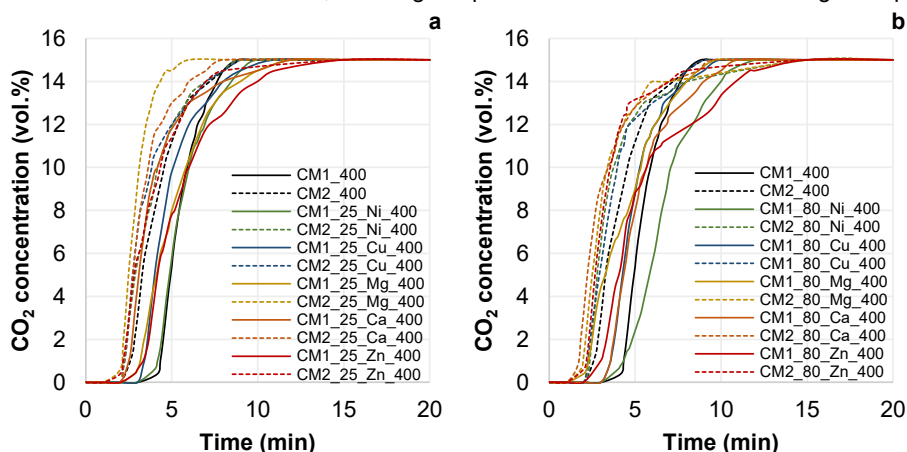 a
b
CO2 concentration (vol.%)
16
14
12
10
8
6
4
2
0
CM1_400
CM2_400
CM1_25_Ni_400
CM2_25_Ni_400
CM1_25_Cu_400
CM2_25_Cu_400
CM1_25_Mg_400
CM2_25_Mg_400
CM1_25_Ca_400
CM2_25_Ca_400
CM1_25_Zn_400
CM2_25_Zn_400
0 5 10 15 20
Time (min)
CO2 concentration (vol.%)
16
14
12
10
8
6
4
2
0
CM1_400
CM2_400
CM1_80_Ni_400
CM2_80_Ni_400
CM1_80_Cu_400
CM2_80_Cu_400
CM1_80_Mg_400
CM2_80_Mg_400
CM1_80_Ca_400
CM2_80_Ca_400
CM1_80_Zn_400
CM2_80_Zn_400
0 5 10 15 20
Time (min)